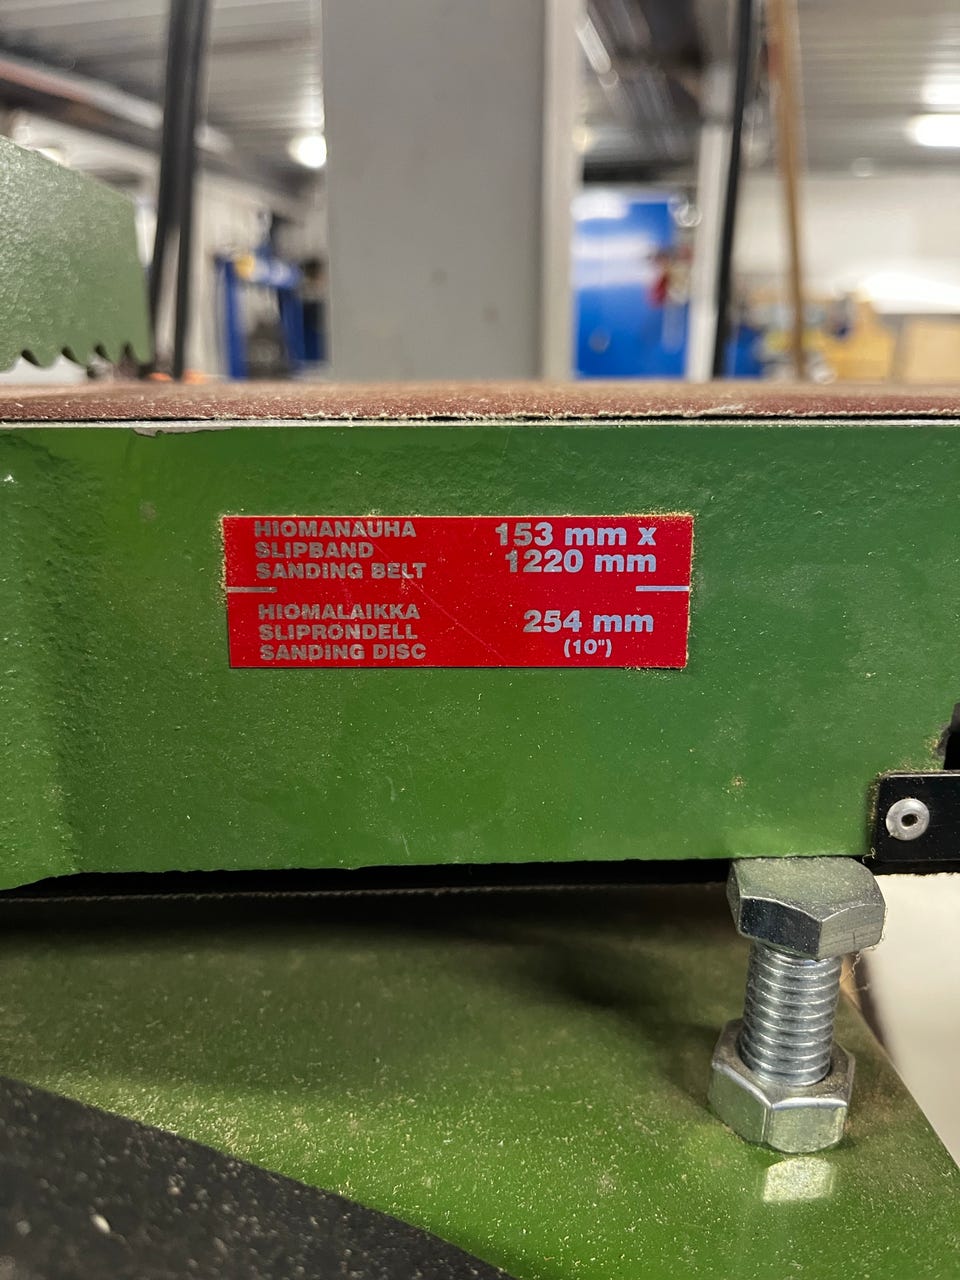 HIOMANAUHA
SLIPBAND
SANDING BELT
153 mm x
1220 mm
HIOMALAIKKA
SLIPRONDELL
SANDING DISC
254 mm
(10")